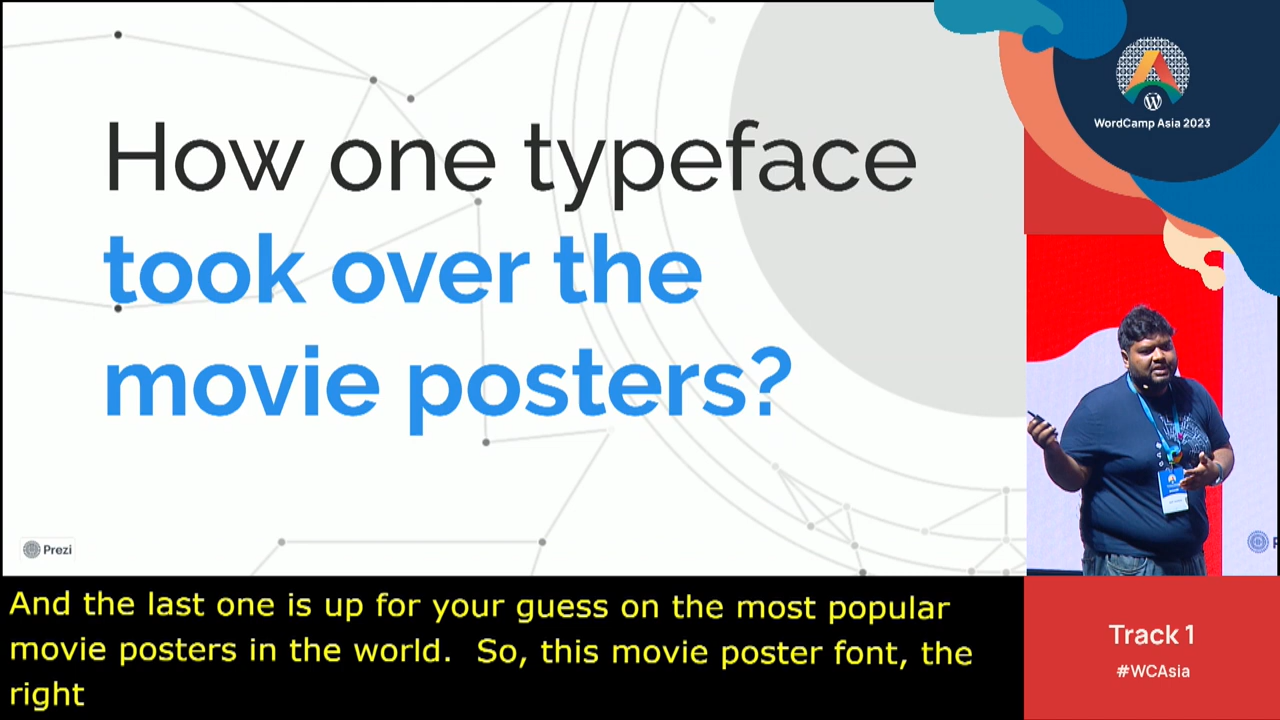 How one typeface
took over the
movie posters?
Prezi
WordCamp Asia 2023
And the last one is up for your guess on the most popular
movie posters in the world.  So, this movie poster font, the
right
Track 1
#WCAsia